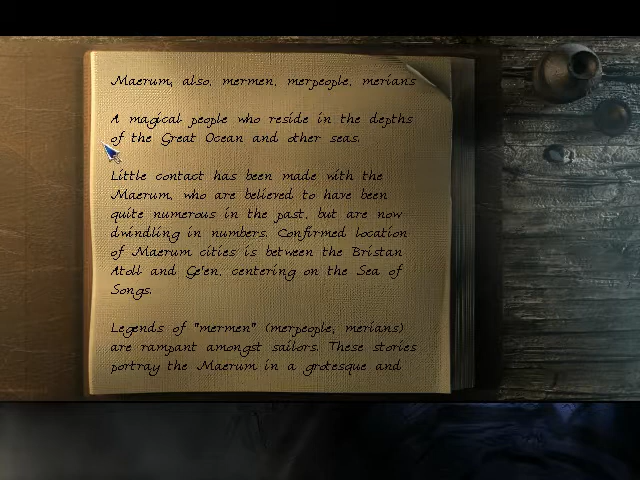 Maerum, also, mermen, merpeople, merians
A magical people who reside in the depths
of the Great Ocean and other seas.
Little contact has been made with the
Maerum, who are believed to have been
quite numerous in the past, but are now
dwindling in numbers. Confirmed location
of Maerum cities is between the Bristan
Atoll and Ge'en, centering on the Sea of
Songs.
Legends of "mermen" (merpeople; merians)
are rampant amongst sailors. These stories
portray the Maerum in a grotesque and